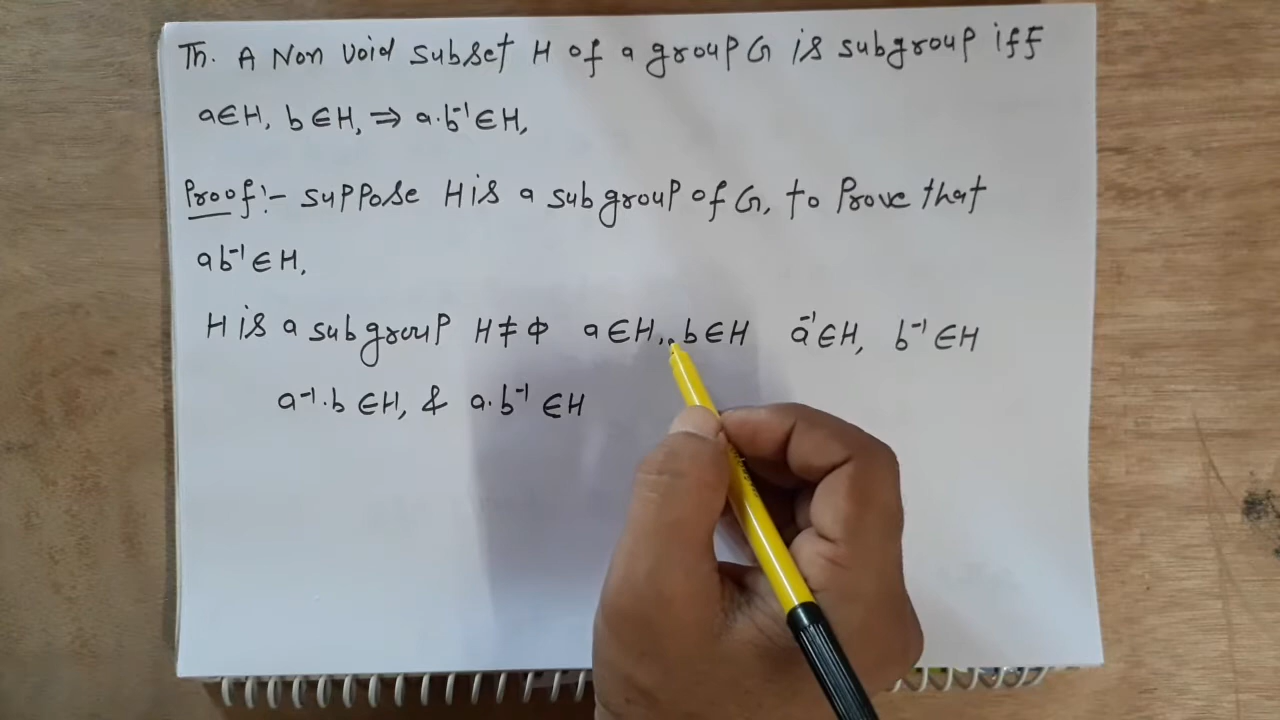 Th. A Non void subset H of a group G is subgroup iff
a∈H, b∈H, ⇒ a·b⁻¹∈H,
Proof:- suppose H is a subgroup of G, to Prove that
ab⁻¹∈H,
H is a subgroup H≠Φ a∈H, b∈H a⁻¹∈H, b⁻¹∈H
a⁻¹·b∈H, & a·b⁻¹∈H